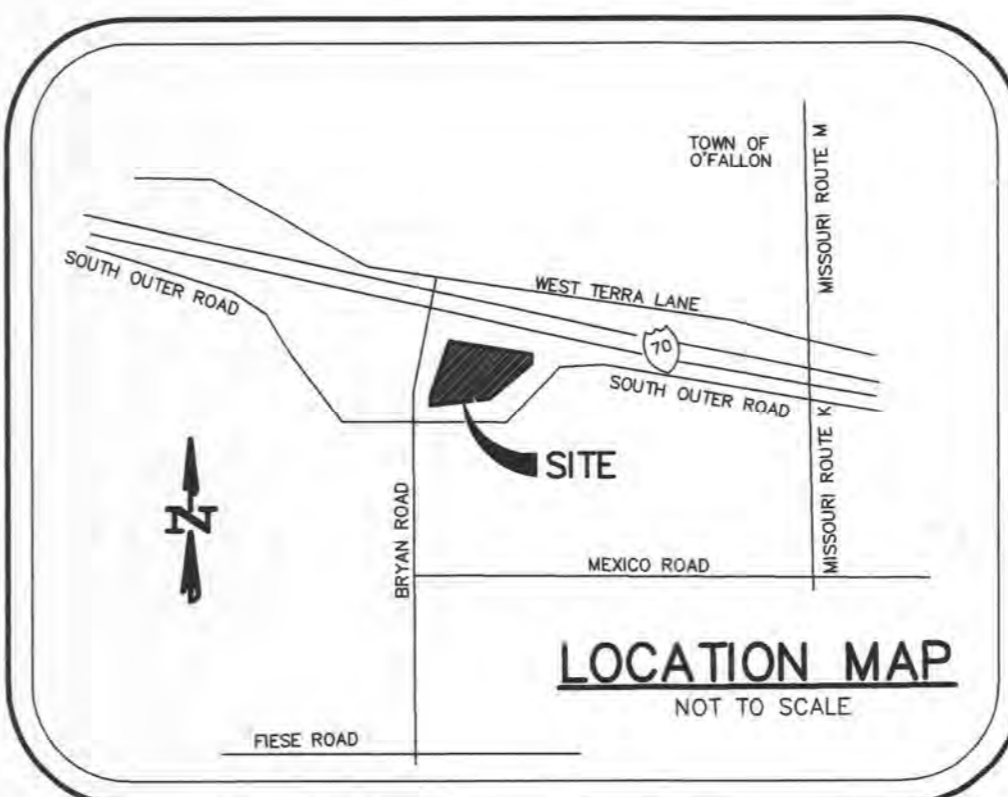 TOWN OF
O'FALLON
MISSOURI ROUTE M
SOUTH OUTER ROAD
WEST TERRA LANE
70
SOUTH OUTER ROAD
SITE
N
BRYAN ROAD
MISSOURI ROUTE K
MEXICO ROAD
LOCATION MAP
NOT TO SCALE
FIESE ROAD